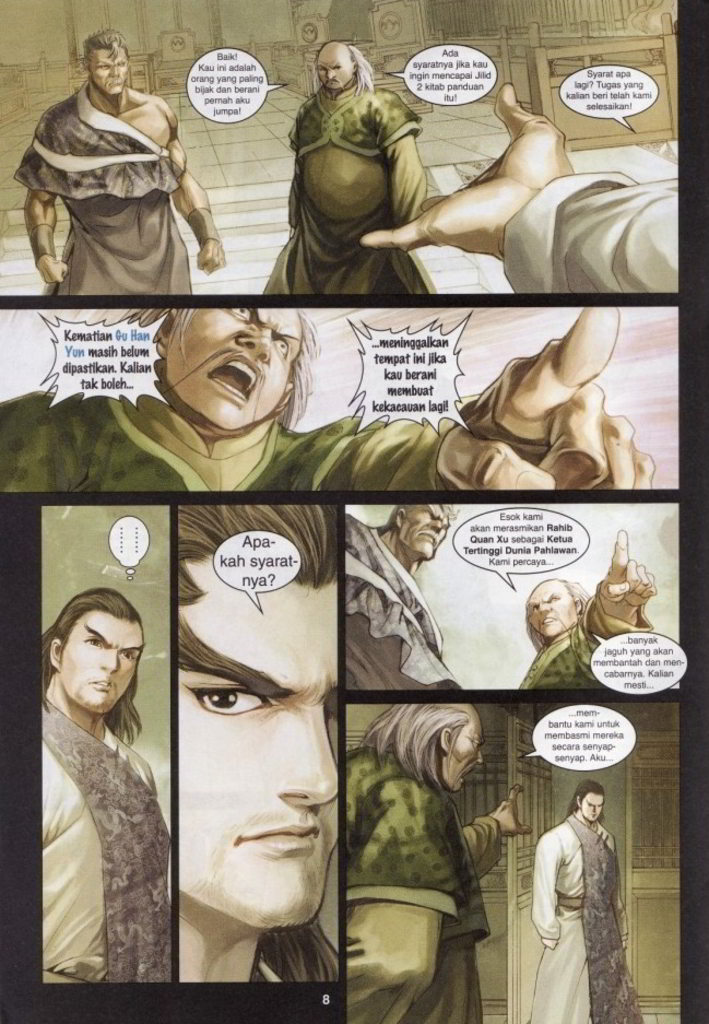 Baik!
Kau ini adalah
orang yang paling
bijak dan berani
pernah aku
jumpa!
Ada
syaratnya jika kau
ingin mencapai Jilid
2 kitab panduan
itu!
Syarat apa
lagi? Tugas yang
kalian beri telah kami
selesaikan!
Kematian Gu Han
Yun masih belum
dipastikan. Kalian
tak boleh...
...meninggalkan
tempat ini jika
kau berani
membuat
kekacauan lagi!
......
Apa-
kah syarat-
nya?
Esok kami
akan merasmikan Rahib
Quan Xu sebagai Ketua
Tertinggi Dunia Pahlawan.
Kami percaya...
...banyak
jaguh yang akan
membantah dan men-
cabarnya. Kalian
mesti...
...mem-
bantu kami untuk
membasmi mereka
secara senyap-
senyap. Aku...
8